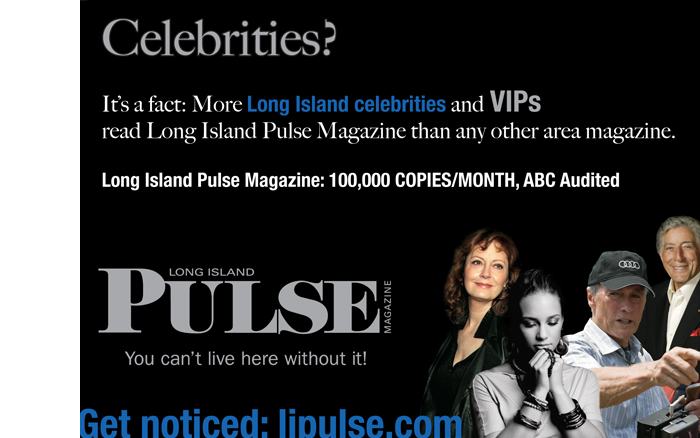 Celebrities?
It's a fact: More Long Island celebrities and VIPs
read Long Island Pulse Magazine than any other area magazine.
Long Island Pulse Magazine: 100,000 COPIES/MONTH, ABC Audited
LONG ISLAND
PULSE
MAGAZINE
You can't live here without it!
Get noticed: lipulse.com